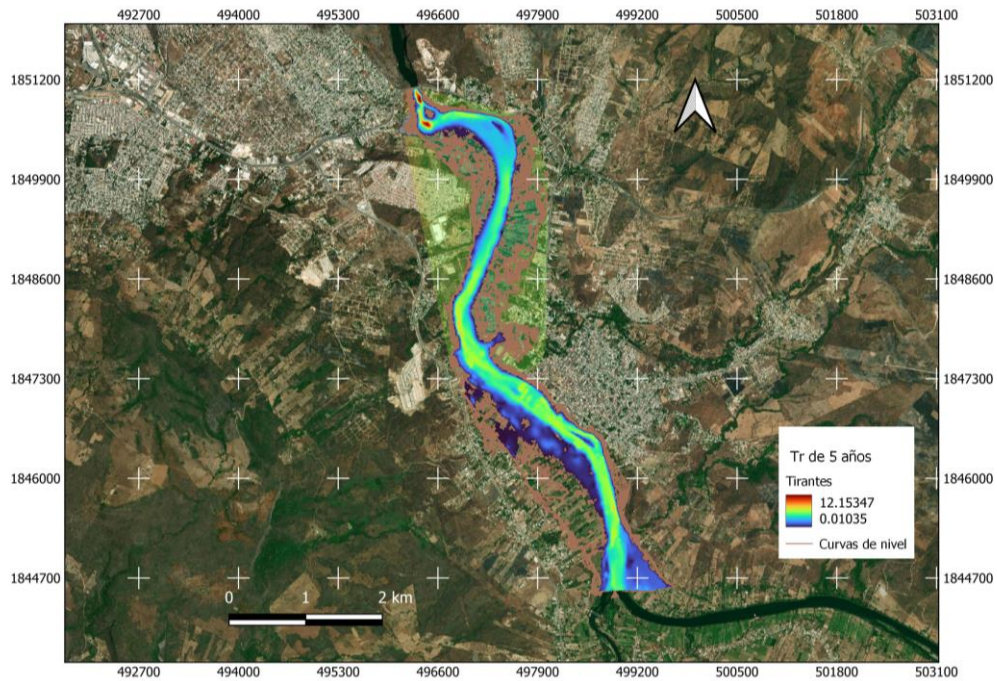 492700 494000 495300 496600 497900 499200 500500 501800 503100
1851200 1851200
1849900 1849900
1848600 1848600
1847300 1847300
Tr de 5 años
1846000 1846000
Tirantes
12.15347
0.01035
Curvas de nivel
1844700 1844700
0 1 2 km
492700 494000 495300 496600 497900 499200 500500 501800 503100